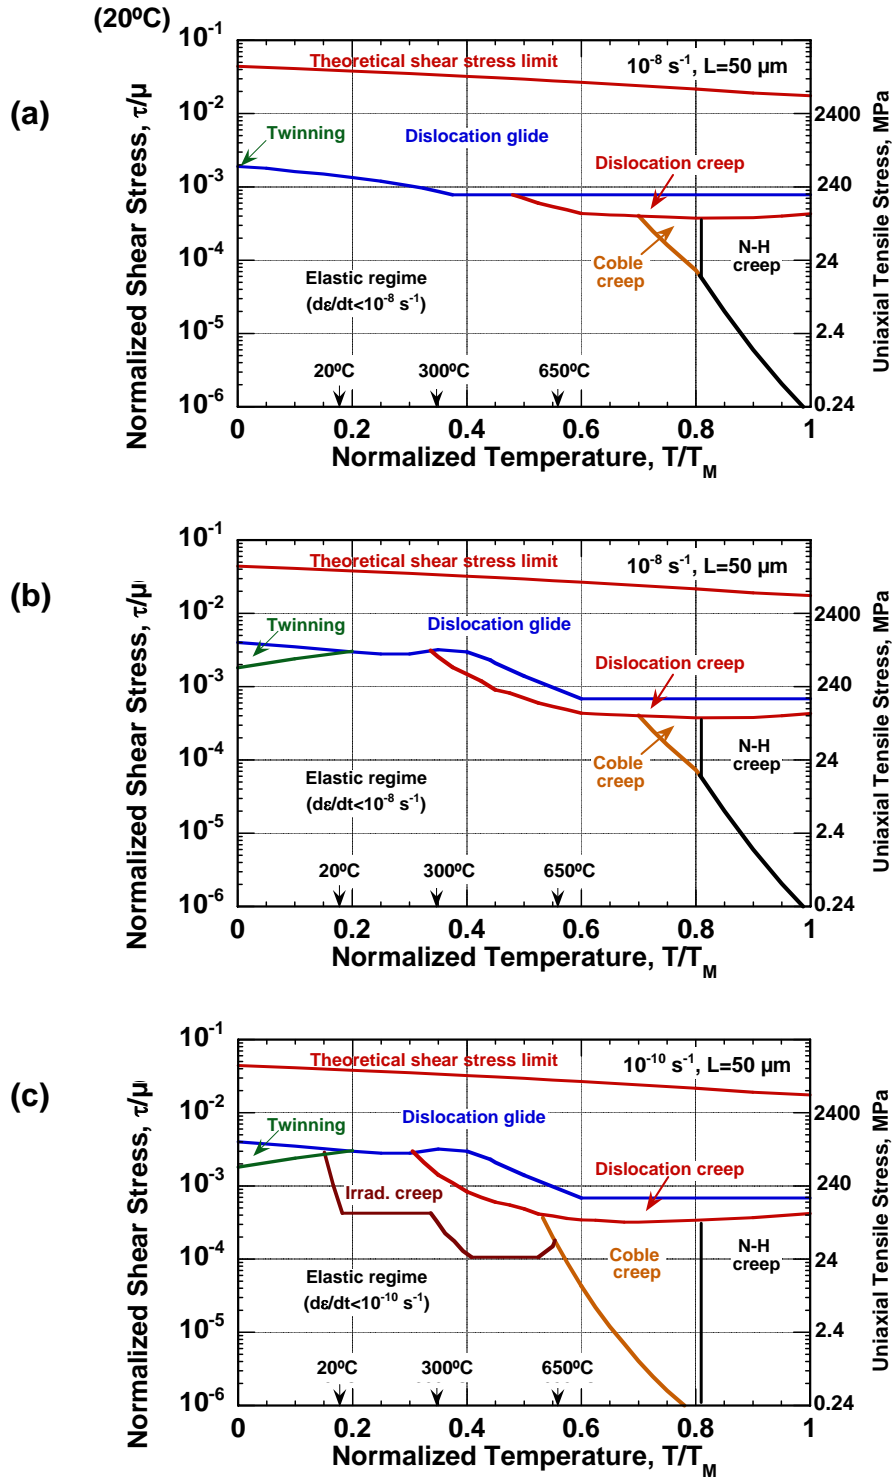 (20ºC)
(a)
Normalized Shear Stress, τ/μ
10⁻¹
10⁻²
10⁻³
10⁻⁴
10⁻⁵
10⁻⁶
Theoretical shear stress limit
10⁻⁸ s⁻¹, L=50 µm
Twinning
Dislocation glide
Dislocation creep
Coble creep
N-H creep
Elastic regime
(dε/dt<10⁻⁸ s⁻¹)
20ºC 300ºC 650ºC
2400
240
24
2.4
0.24
Uniaxial Tensile Stress, MPa
0 0.2 0.4 0.6 0.8 1
Normalized Temperature, T/T_M
(b)
Normalized Shear Stress, τ/μ
10⁻¹
10⁻²
10⁻³
10⁻⁴
10⁻⁵
10⁻⁶
Theoretical shear stress limit
10⁻⁸ s⁻¹, L=50 µm
Twinning
Dislocation glide
Dislocation creep
Coble creep
N-H creep
Elastic regime
(dε/dt<10⁻⁸ s⁻¹)
20ºC 300ºC 650ºC
2400
240
24
2.4
0.24
Uniaxial Tensile Stress, MPa
0 0.2 0.4 0.6 0.8 1
Normalized Temperature, T/T_M
(c)
Normalized Shear Stress, τ/μ
10⁻¹
10⁻²
10⁻³
10⁻⁴
10⁻⁵
10⁻⁶
Theoretical shear stress limit
10⁻¹⁰ s⁻¹, L=50 µm
Twinning
Dislocation glide
Irrad. creep
Dislocation creep
Coble creep
N-H creep
Elastic regime
(dε/dt<10⁻¹⁰ s⁻¹)
20ºC 300ºC 650ºC
2400
240
24
2.4
0.24
Uniaxial Tensile Stress, MPa
0 0.2 0.4 0.6 0.8 1
Normalized Temperature, T/T_M